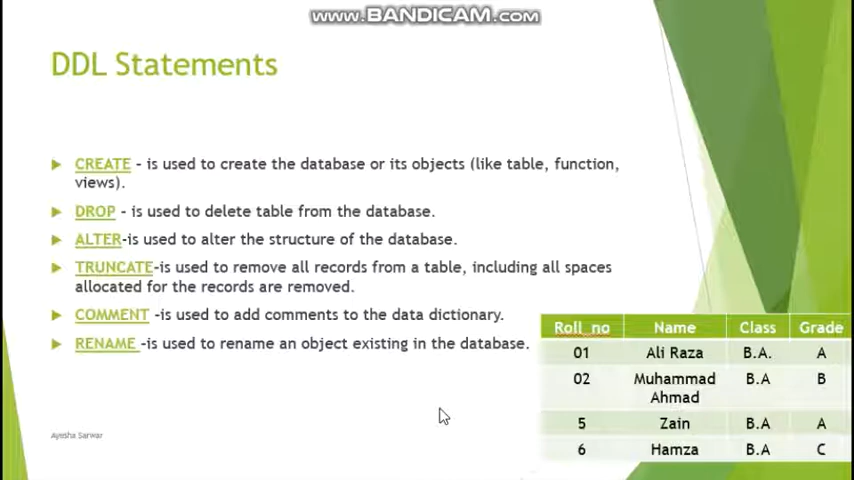 www.BANDICAM.com
DDL Statements
CREATE - is used to create the database or its objects (like table, function,
views).
DROP - is used to delete table from the database.
ALTER-is used to alter the structure of the database.
TRUNCATE-is used to remove all records from a table, including all spaces
allocated for the records are removed.
COMMENT -is used to add comments to the data dictionary.
RENAME -is used to rename an object existing in the database.
Roll_no Name Class Grade
01 Ali Raza B.A. A
02 Muhammad B.A B
Ahmad
5 Zain B.A A
6 Hamza B.A C
Ayesha Sarwar